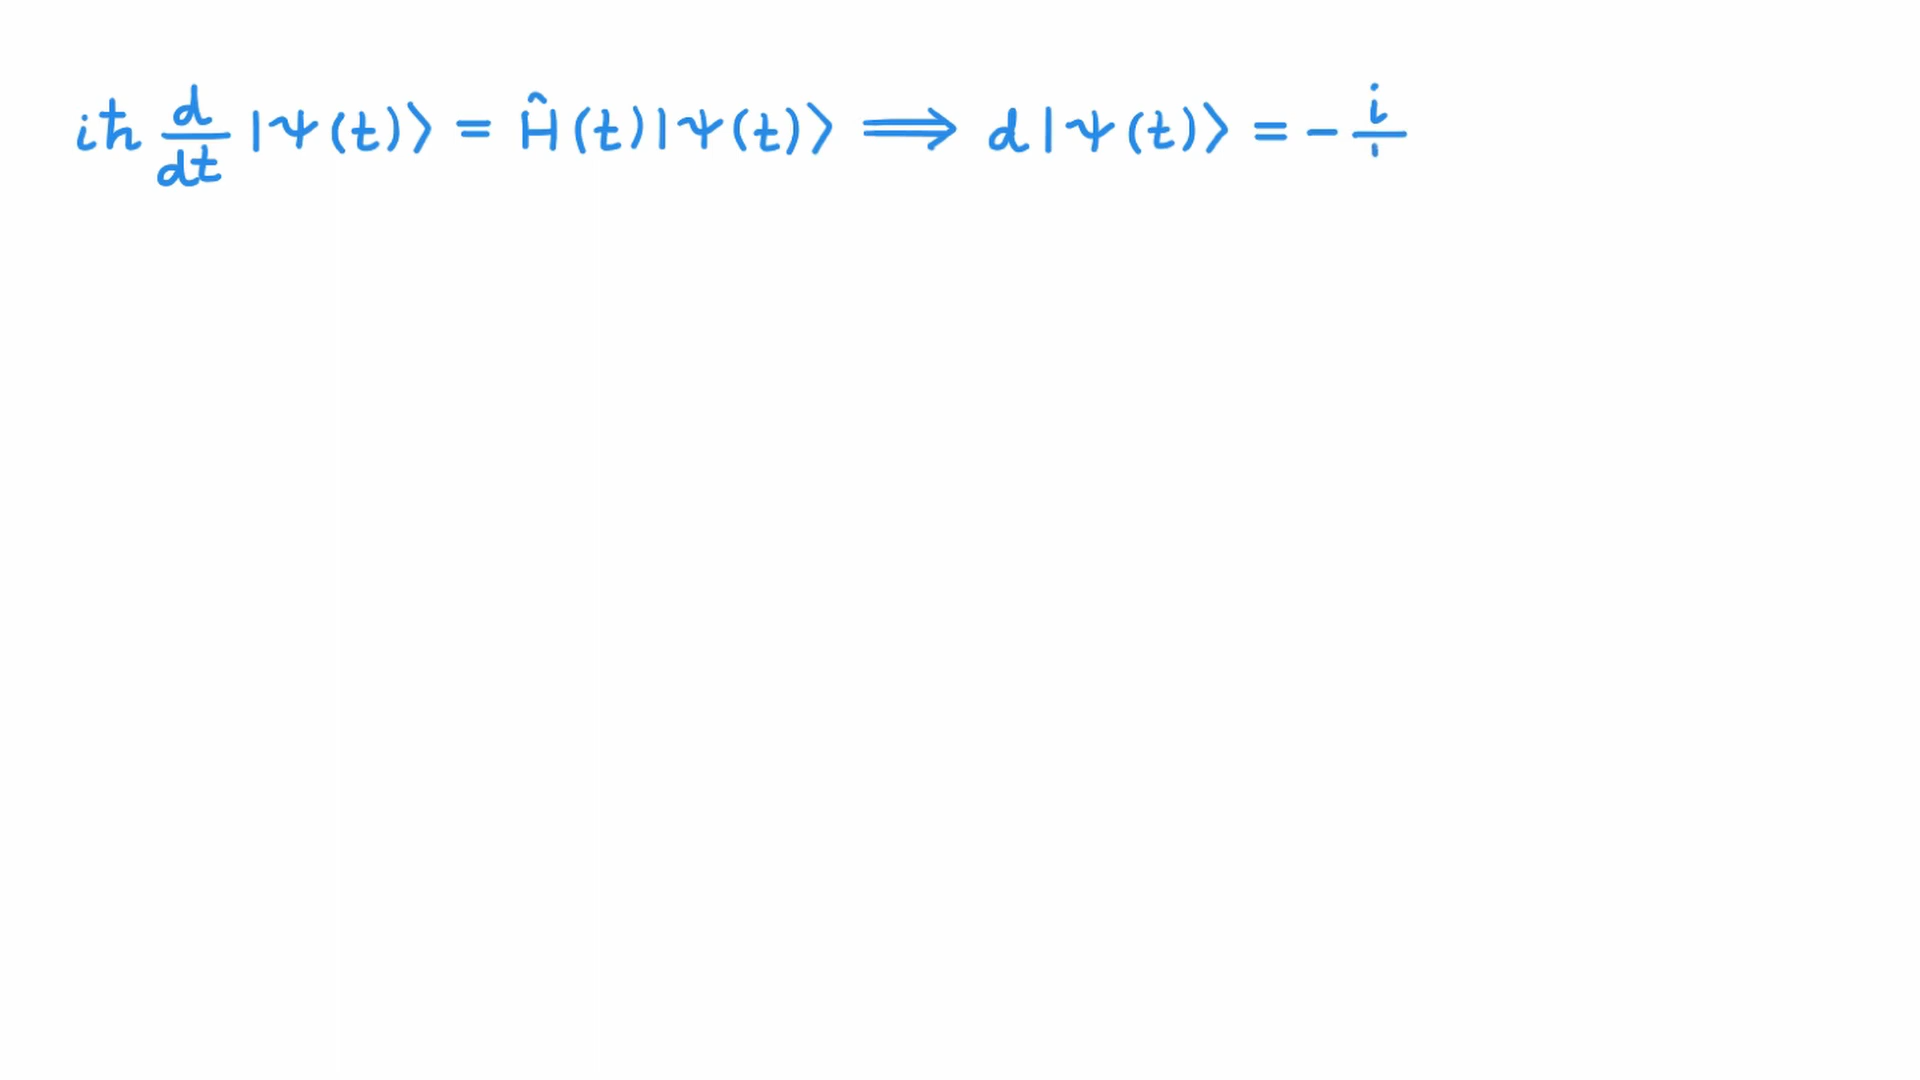 iħ d/dt |Ψ(t)⟩ = Ĥ(t)|Ψ(t)⟩ ⟹ d|Ψ(t)⟩ = - i/